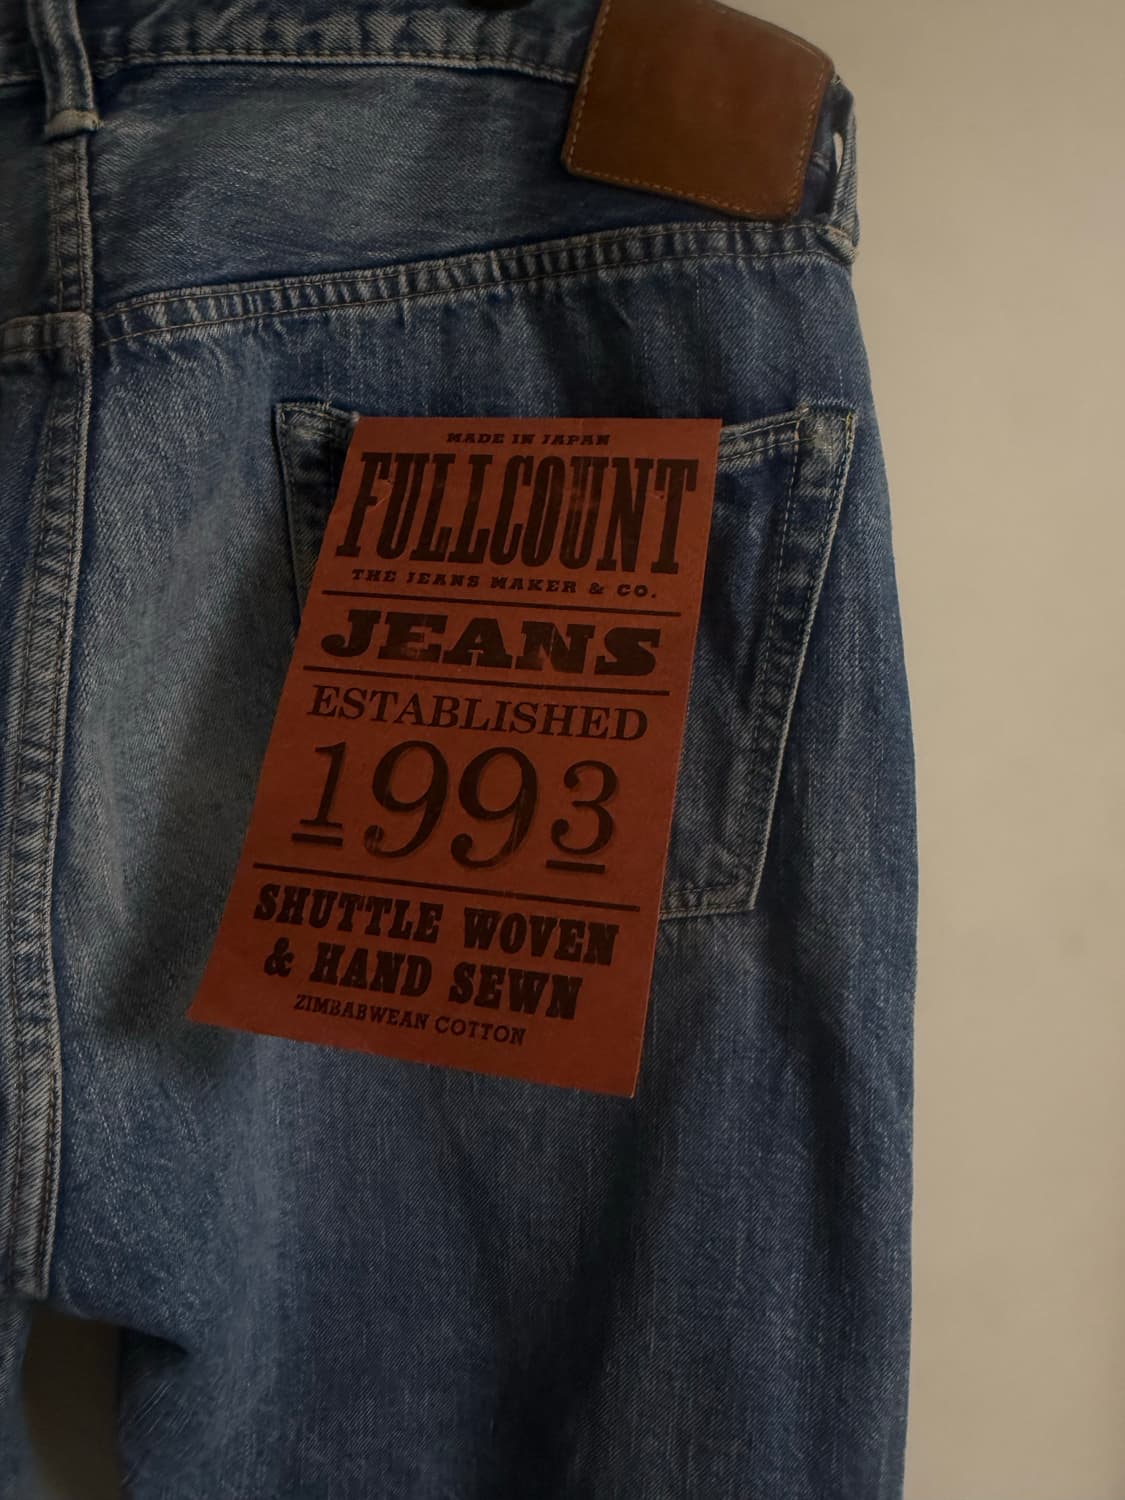 MADE IN JAPAN
FULLCOUNT
THE JEANS MAKER & CO.
JEANS
ESTABLISHED
1993
SHUTTLE WOVEN
& HAND SEWN
ZIMBABWEAN COTTON